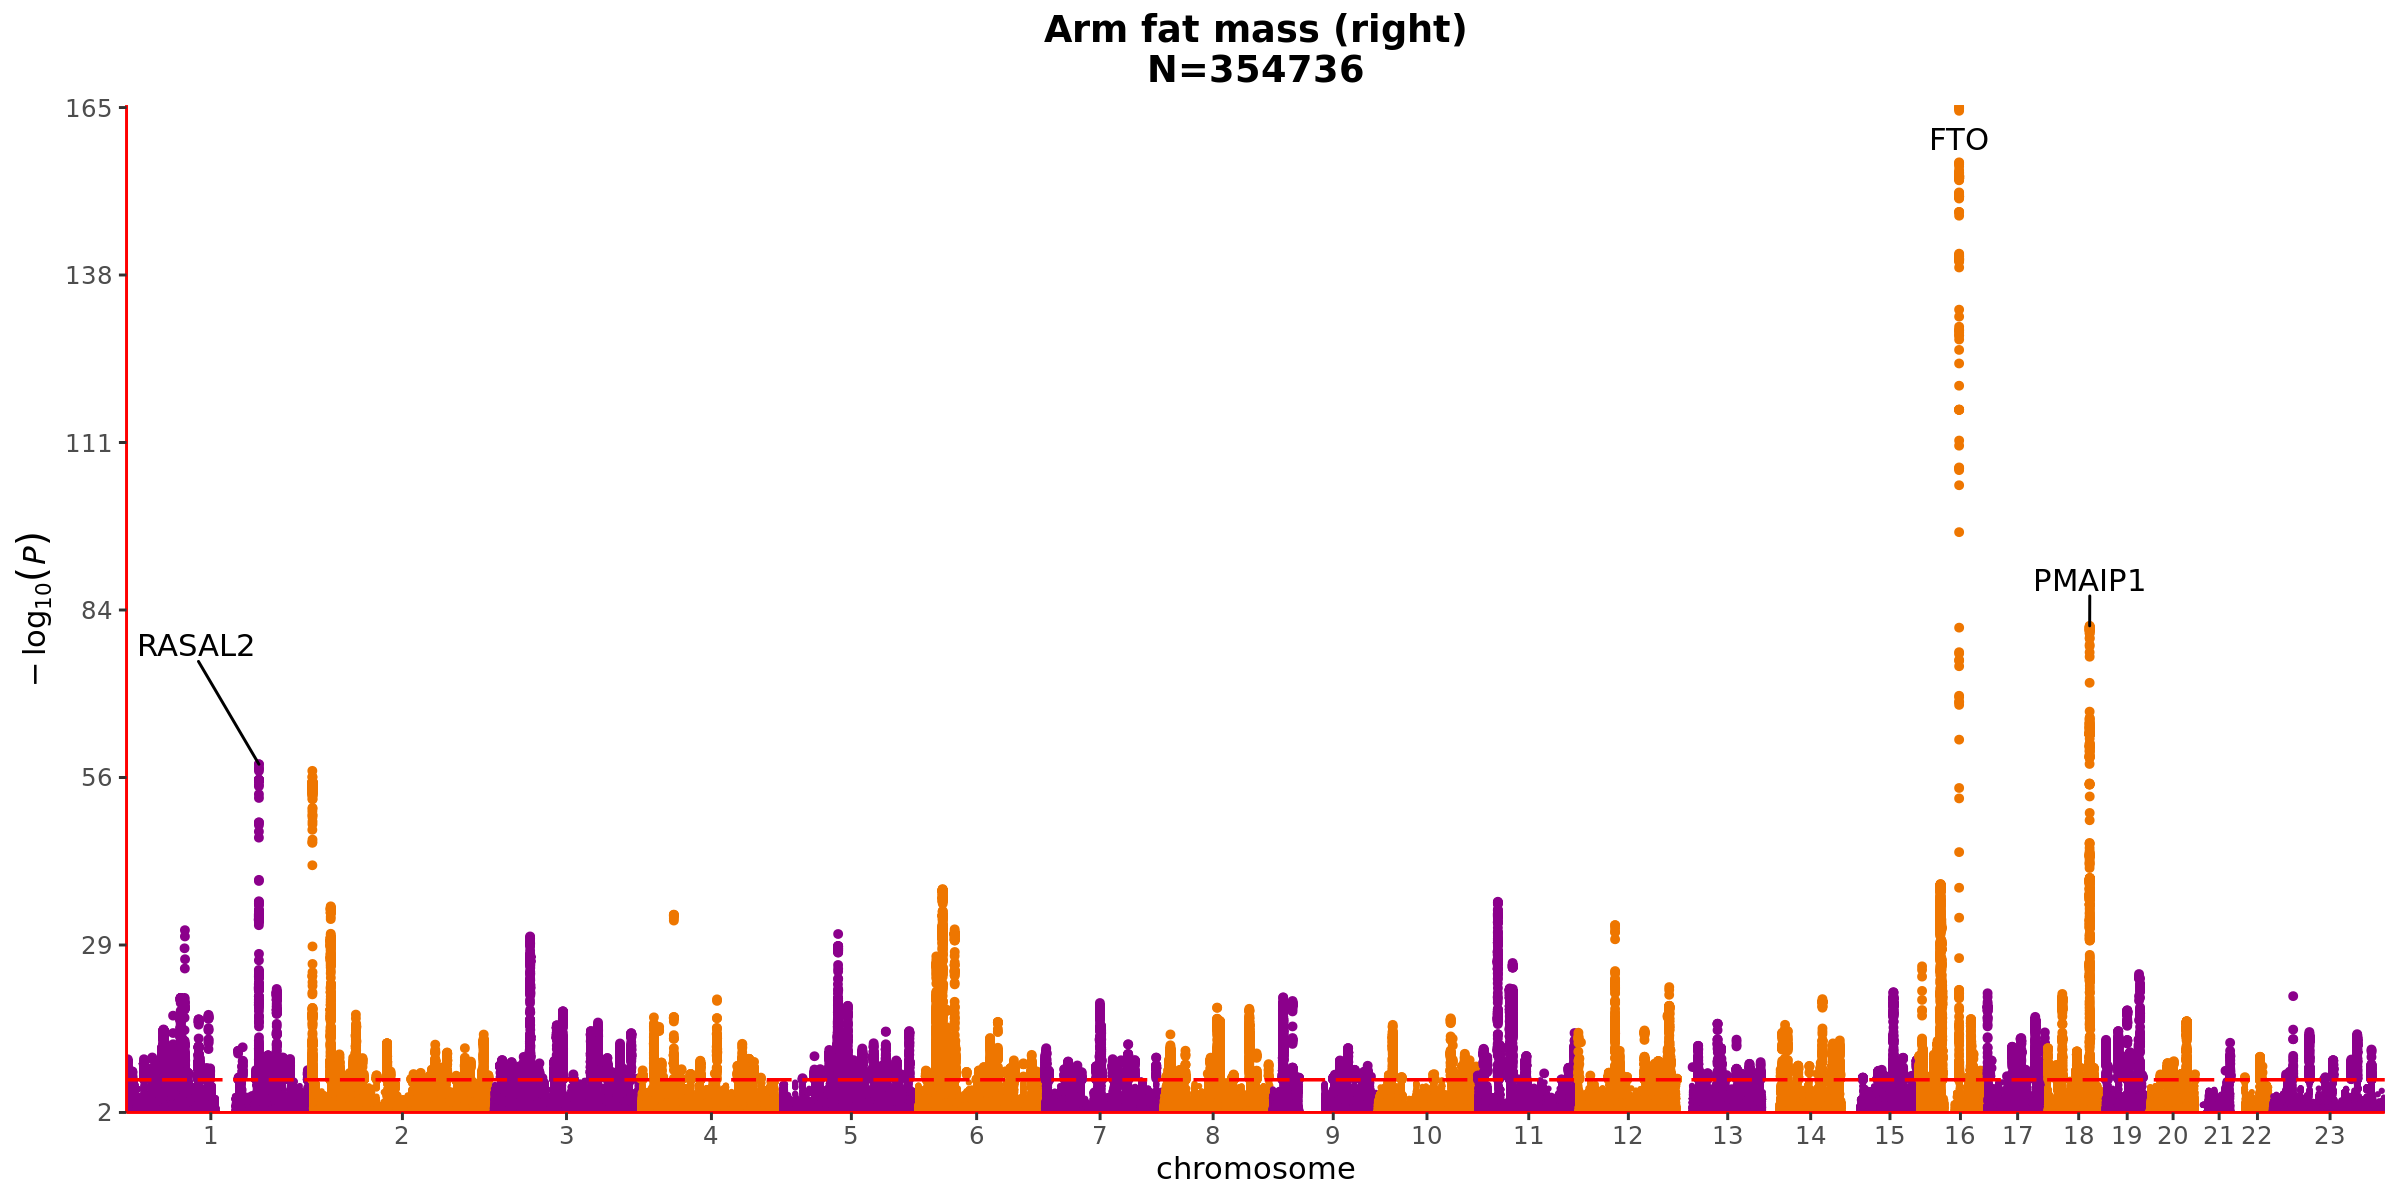 Arm fat mass (right)
N=354736
165
138
111
84
56
29
2
− log10(P)
FTO
PMAIP1
RASAL2
1 2 3 4 5 6 7 8 9 10 11 12 13 14 15 16 17 18 19 20 21 22 23
chromosome